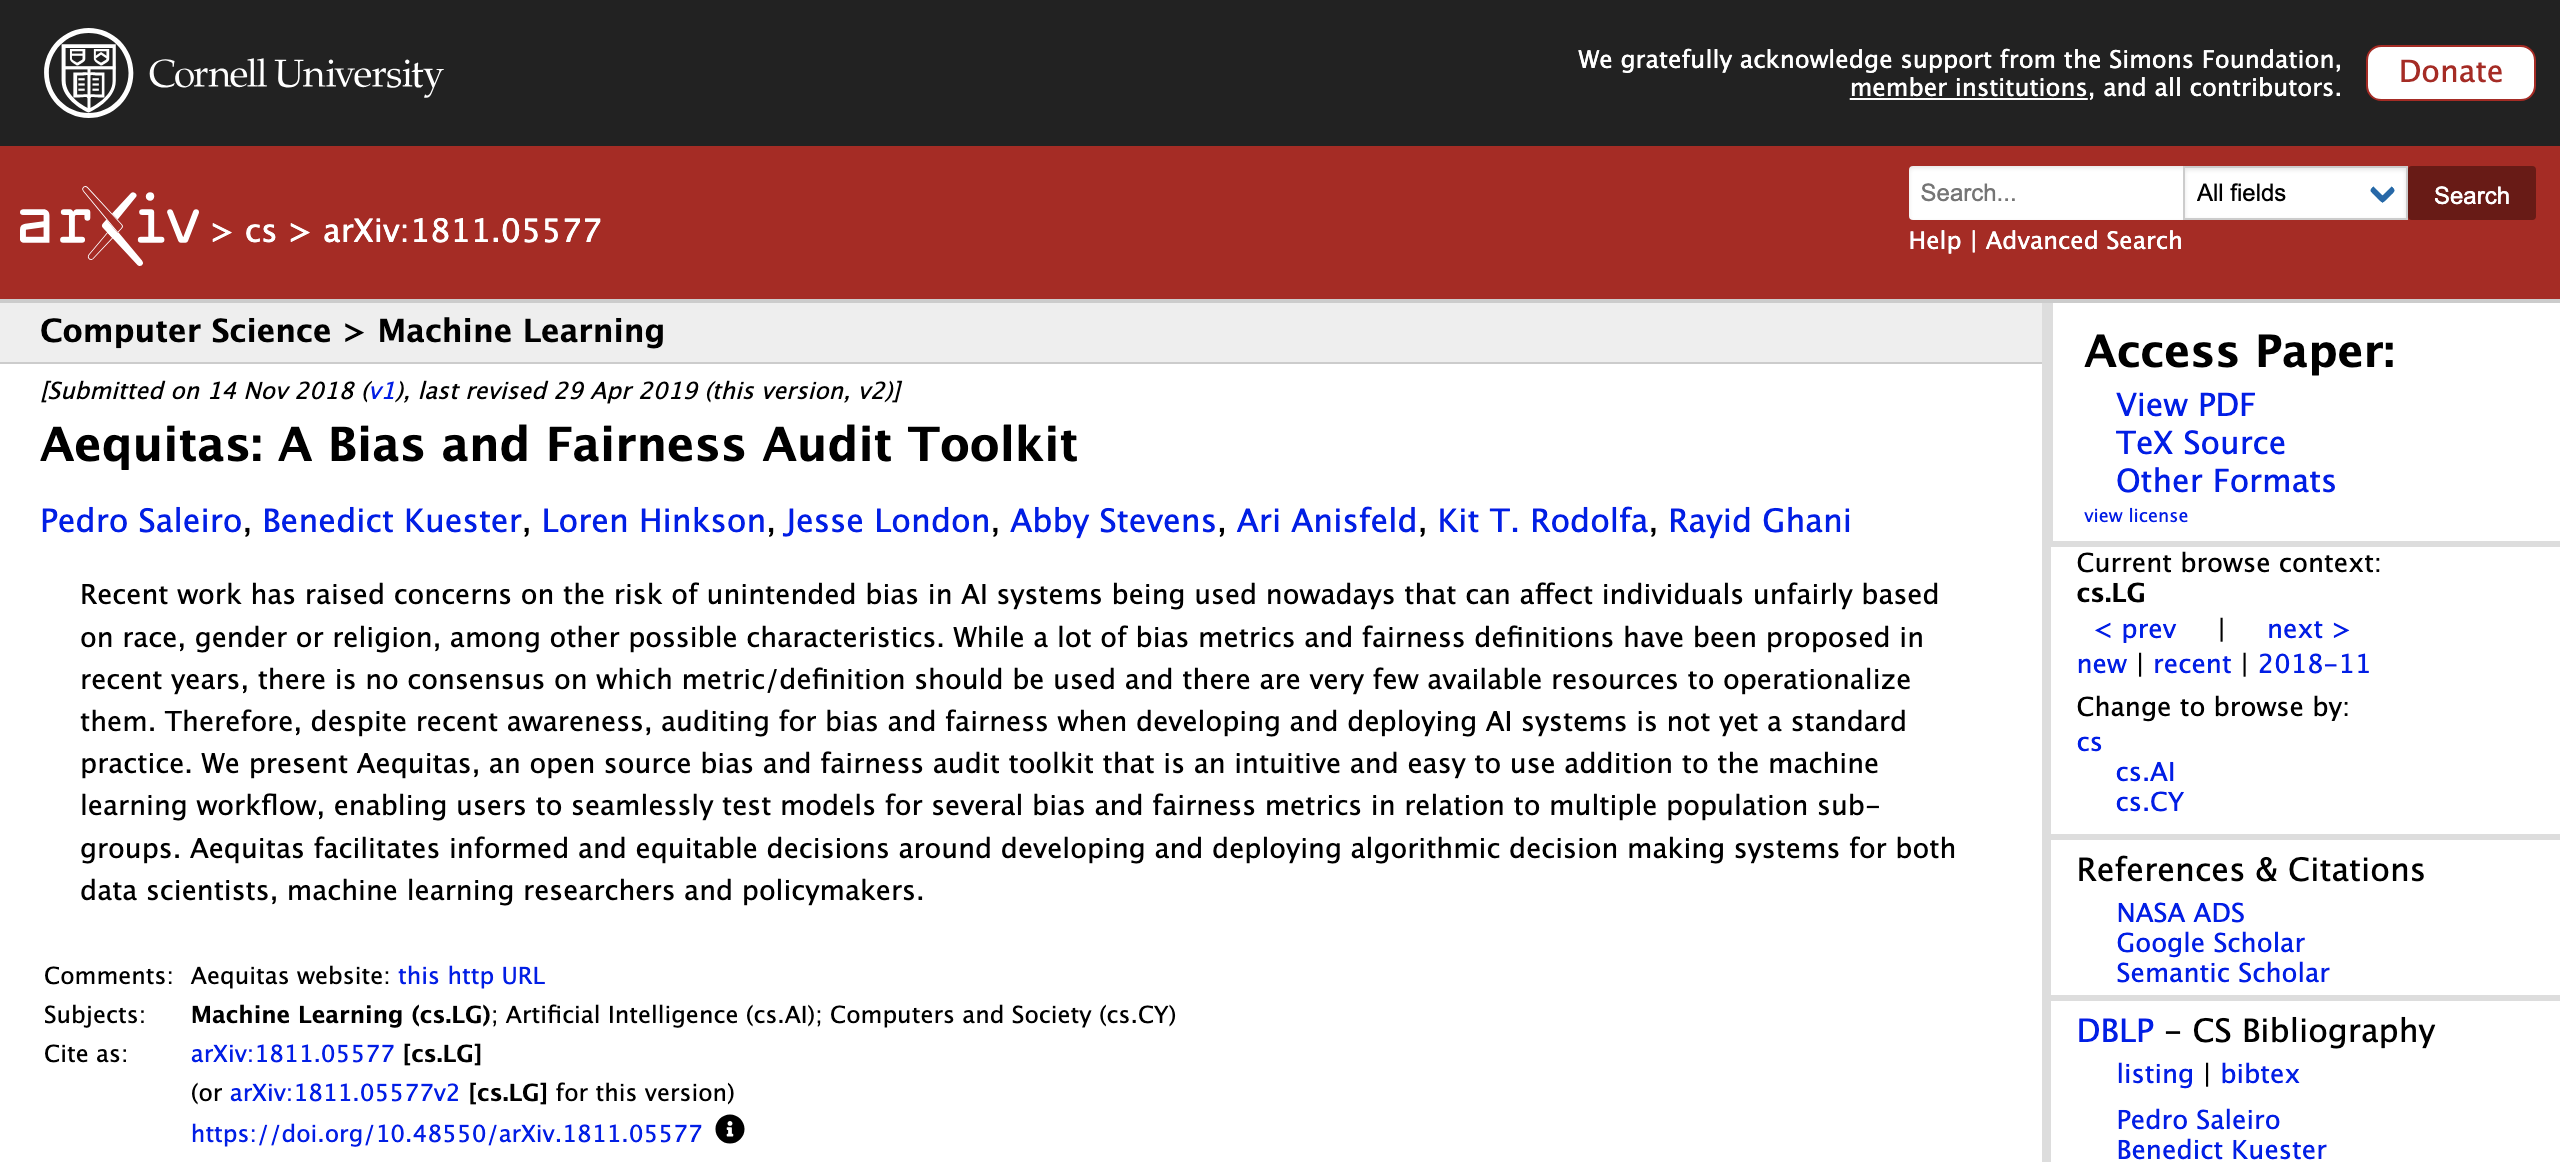 Cornell University
We gratefully acknowledge support from the Simons Foundation,
member institutions, and all contributors.
Donate
arXiv > cs > arXiv:1811.05577
Search...
All fields
Search
Help | Advanced Search
Computer Science > Machine Learning
[Submitted on 14 Nov 2018 (v1), last revised 29 Apr 2019 (this version, v2)]
Aequitas: A Bias and Fairness Audit Toolkit
Pedro Saleiro, Benedict Kuester, Loren Hinkson, Jesse London, Abby Stevens, Ari Anisfeld, Kit T. Rodolfa, Rayid Ghani
Recent work has raised concerns on the risk of unintended bias in AI systems being used nowadays that can affect individuals unfairly based
on race, gender or religion, among other possible characteristics. While a lot of bias metrics and fairness definitions have been proposed in
recent years, there is no consensus on which metric/definition should be used and there are very few available resources to operationalize
them. Therefore, despite recent awareness, auditing for bias and fairness when developing and deploying AI systems is not yet a standard
practice. We present Aequitas, an open source bias and fairness audit toolkit that is an intuitive and easy to use addition to the machine
learning workflow, enabling users to seamlessly test models for several bias and fairness metrics in relation to multiple population sub-
groups. Aequitas facilitates informed and equitable decisions around developing and deploying algorithmic decision making systems for both
data scientists, machine learning researchers and policymakers.
Comments: Aequitas website: this http URL
Subjects: Machine Learning (cs.LG); Artificial Intelligence (cs.AI); Computers and Society (cs.CY)
Cite as: arXiv:1811.05577 [cs.LG]
(or arXiv:1811.05577v2 [cs.LG] for this version)
https://doi.org/10.48550/arXiv.1811.05577
Access Paper:
View PDF
TeX Source
Other Formats
view license
Current browse context:
cs.LG
< prev | next >
new | recent | 2018-11
Change to browse by:
cs
cs.AI
cs.CY
References & Citations
NASA ADS
Google Scholar
Semantic Scholar
DBLP - CS Bibliography
listing | bibtex
Pedro Saleiro
Benedict Kuester